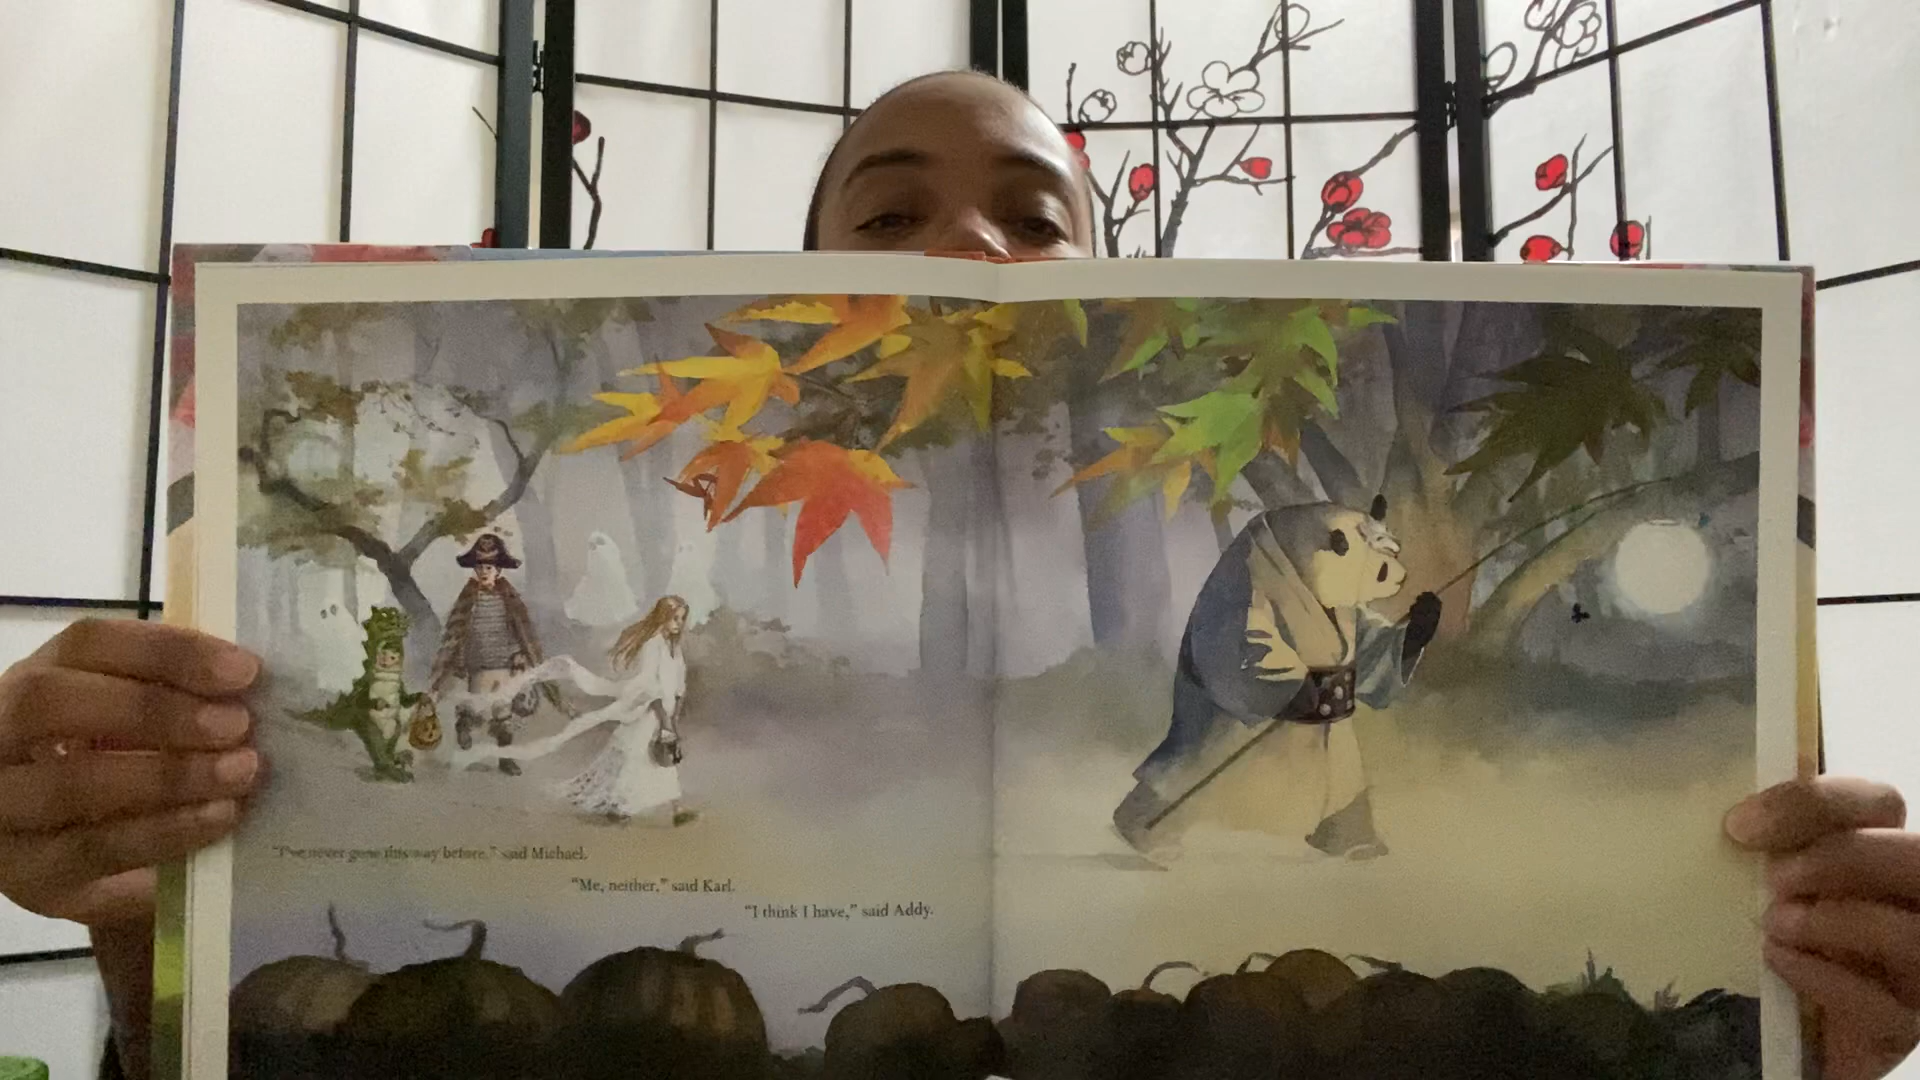 "I've never gone this way before," said Michael.
"Me, neither," said Karl.
"I think I have," said Addy.